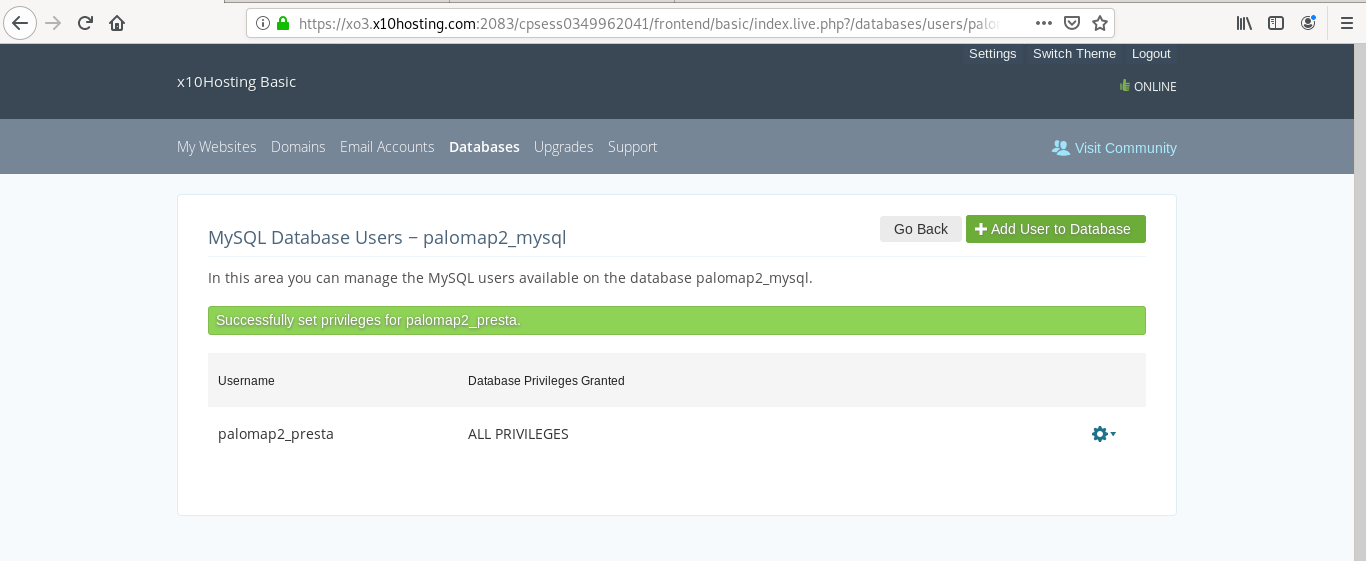 https://xo3.x10hosting.com:2083/cpsess0349962041/frontend/basic/index.live.php?/databases/users/palo
Settings Switch Theme Logout
x10Hosting Basic
ONLINE
My Websites Domains Email Accounts Databases Upgrades Support Visit Community
MySQL Database Users − palomap2_mysql Go Back Add User to Database
In this area you can manage the MySQL users available on the database palomap2_mysql.
Successfully set privileges for palomap2_presta.
Username Database Privileges Granted
palomap2_presta ALL PRIVILEGES